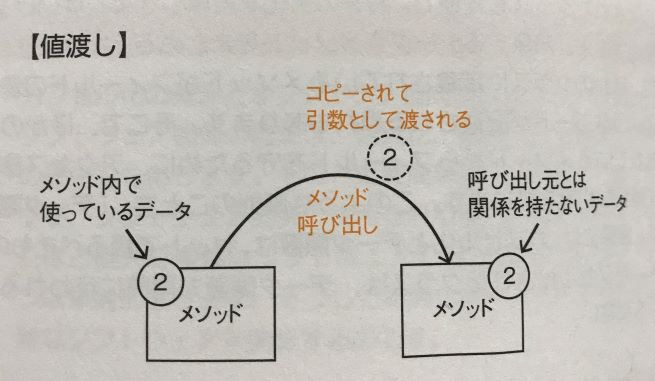 【値渡し】
コピーされて
引数として渡される
2
メソッド内で
使っているデータ
メソッド
呼び出し
呼び出し元とは
関係を持たないデータ
2
メソッド
メソッド
2